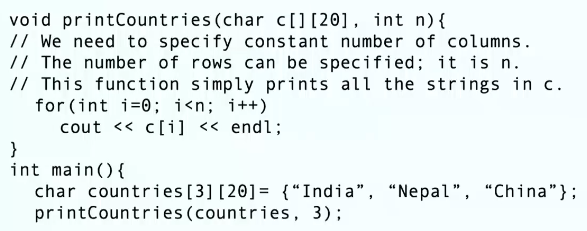 void printCountries(char c[][20], int n){
// We need to specify constant number of columns.
// The number of rows can be specified; it is n.
// This function simply prints all the strings in c.
for(int i=0; i<n; i++)
cout << c[i] << endl;
}
int main(){
char countries[3][20]= {“India”, “Nepal”, “China”};
printCountries(countries, 3);